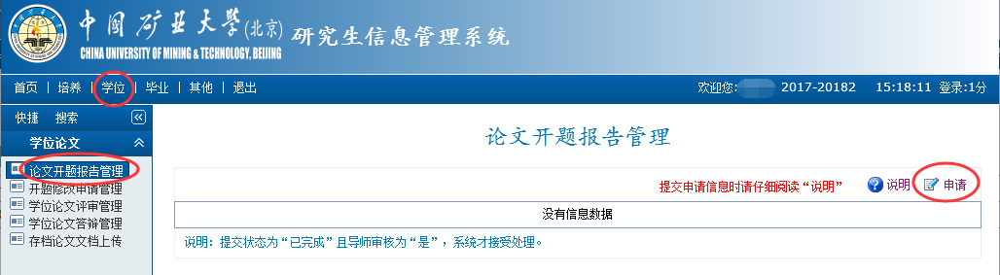 中国矿业大学(北京) 研究生信息管理系统
CHINA UNIVERSITY OF MINING & TECHNOLOGY, BEIJING
首页 | 培养 | 学位 | 毕业 | 其他 | 退出
欢迎您: 2017-20182 15:18:11 登录:1分
快捷 搜索
学位论文
论文开题报告管理
开题修改申请管理
学位论文评审管理
学位论文答辩管理
存档论文文档上传
论文开题报告管理
提交申请信息时请仔细阅读“说明” 说明 申请
没有信息数据
说明：提交状态为“已完成”且导师审核为“是”，系统才接受处理。